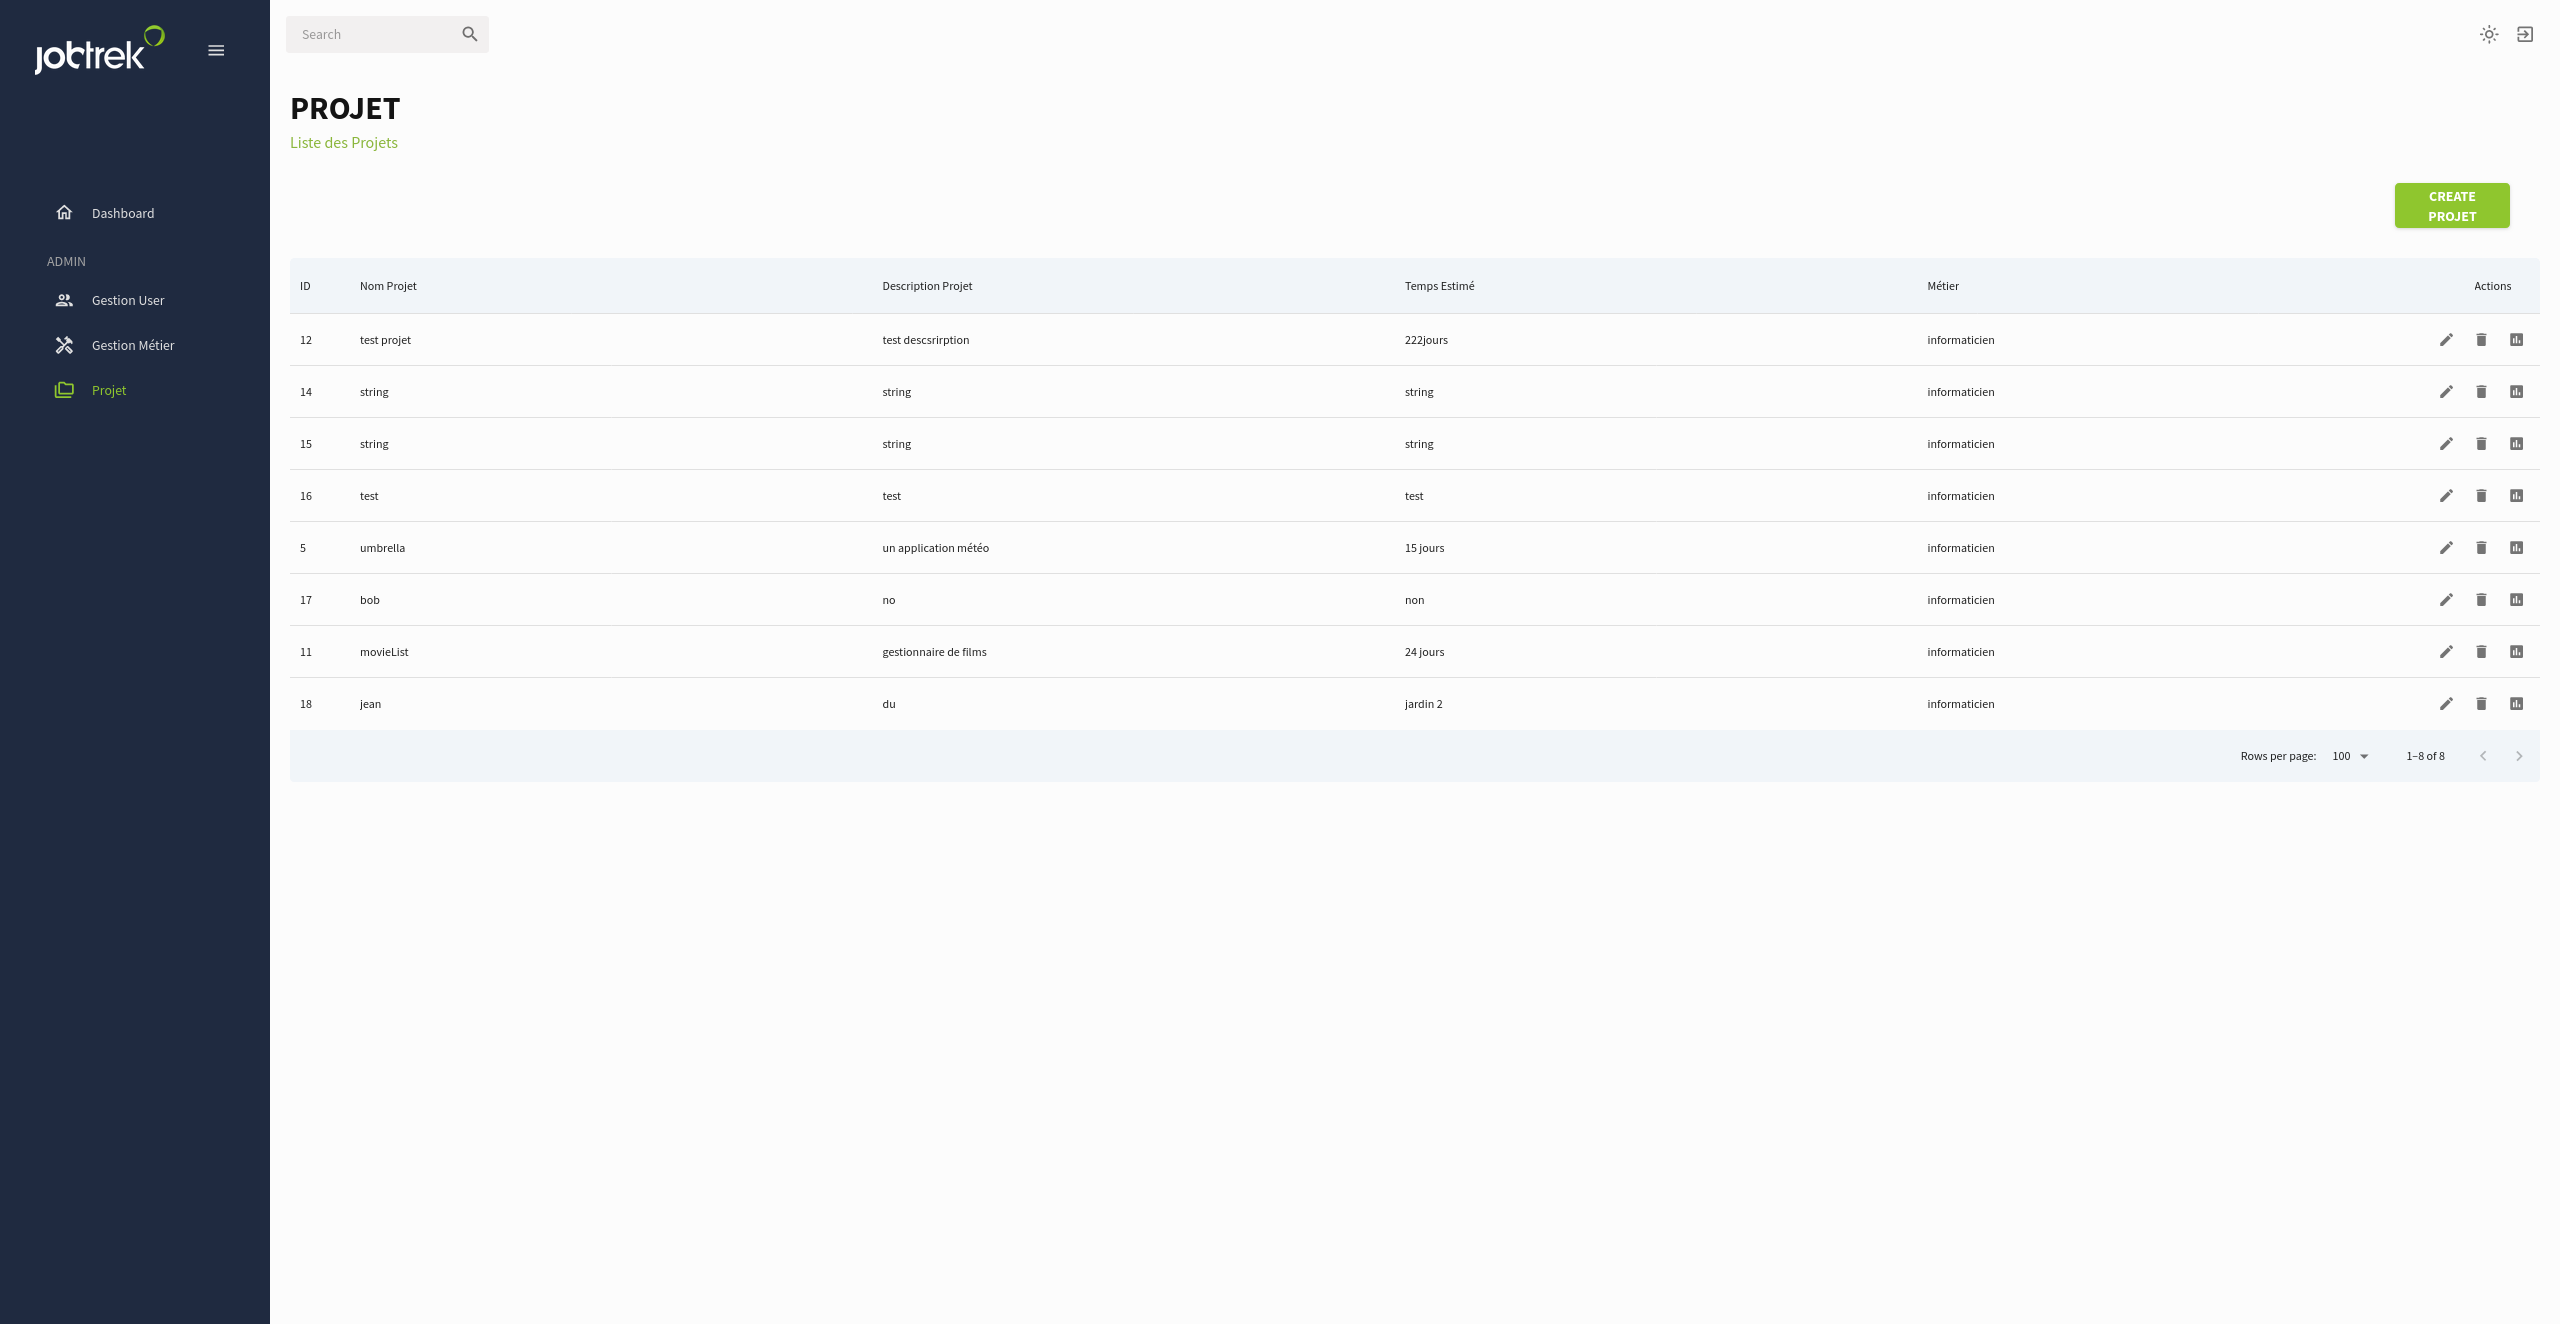 jobtrek
Search
PROJET
Liste des Projets
Dashboard
ADMIN
Gestion User
Gestion Métier
Projet
CREATE
PROJET
ID Nom Projet Description Projet Temps Estimé Métier Actions
12 test projet test descsrirption 222jours informaticien
14 string string string informaticien
15 string string string informaticien
16 test test test informaticien
5 umbrella un application météo 15 jours informaticien
17 bob no non informaticien
11 movieList gestionnaire de films 24 jours informaticien
18 jean du jardin 2 informaticien
Rows per page: 100 1–8 of 8